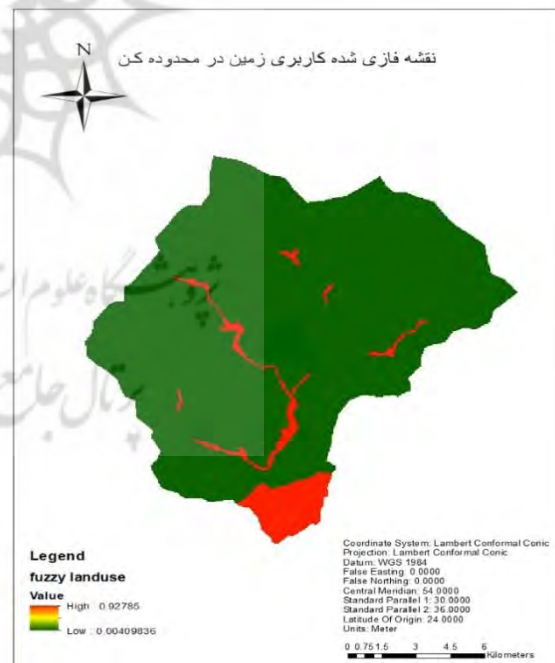 نقشه فازی شده کاربری زمین در محدوده کن
N
Legend
fuzzy landuse
Value
High : 0.92785
Low : 0.00409836
Coordinate System: Lambert Conformal Conic
Projection: Lambert Conformal Conic
Datum: WGS 1984
False Easting: 0.0000
False Northing: 0.0000
Central Meridian: 54.0000
Standard Parallel 1: 30.0000
Standard Parallel 2: 36.0000
Latitude Of Origin: 24.0000
Units: Meter
0 0.75 1.5 3 4.5 6
Kilometers